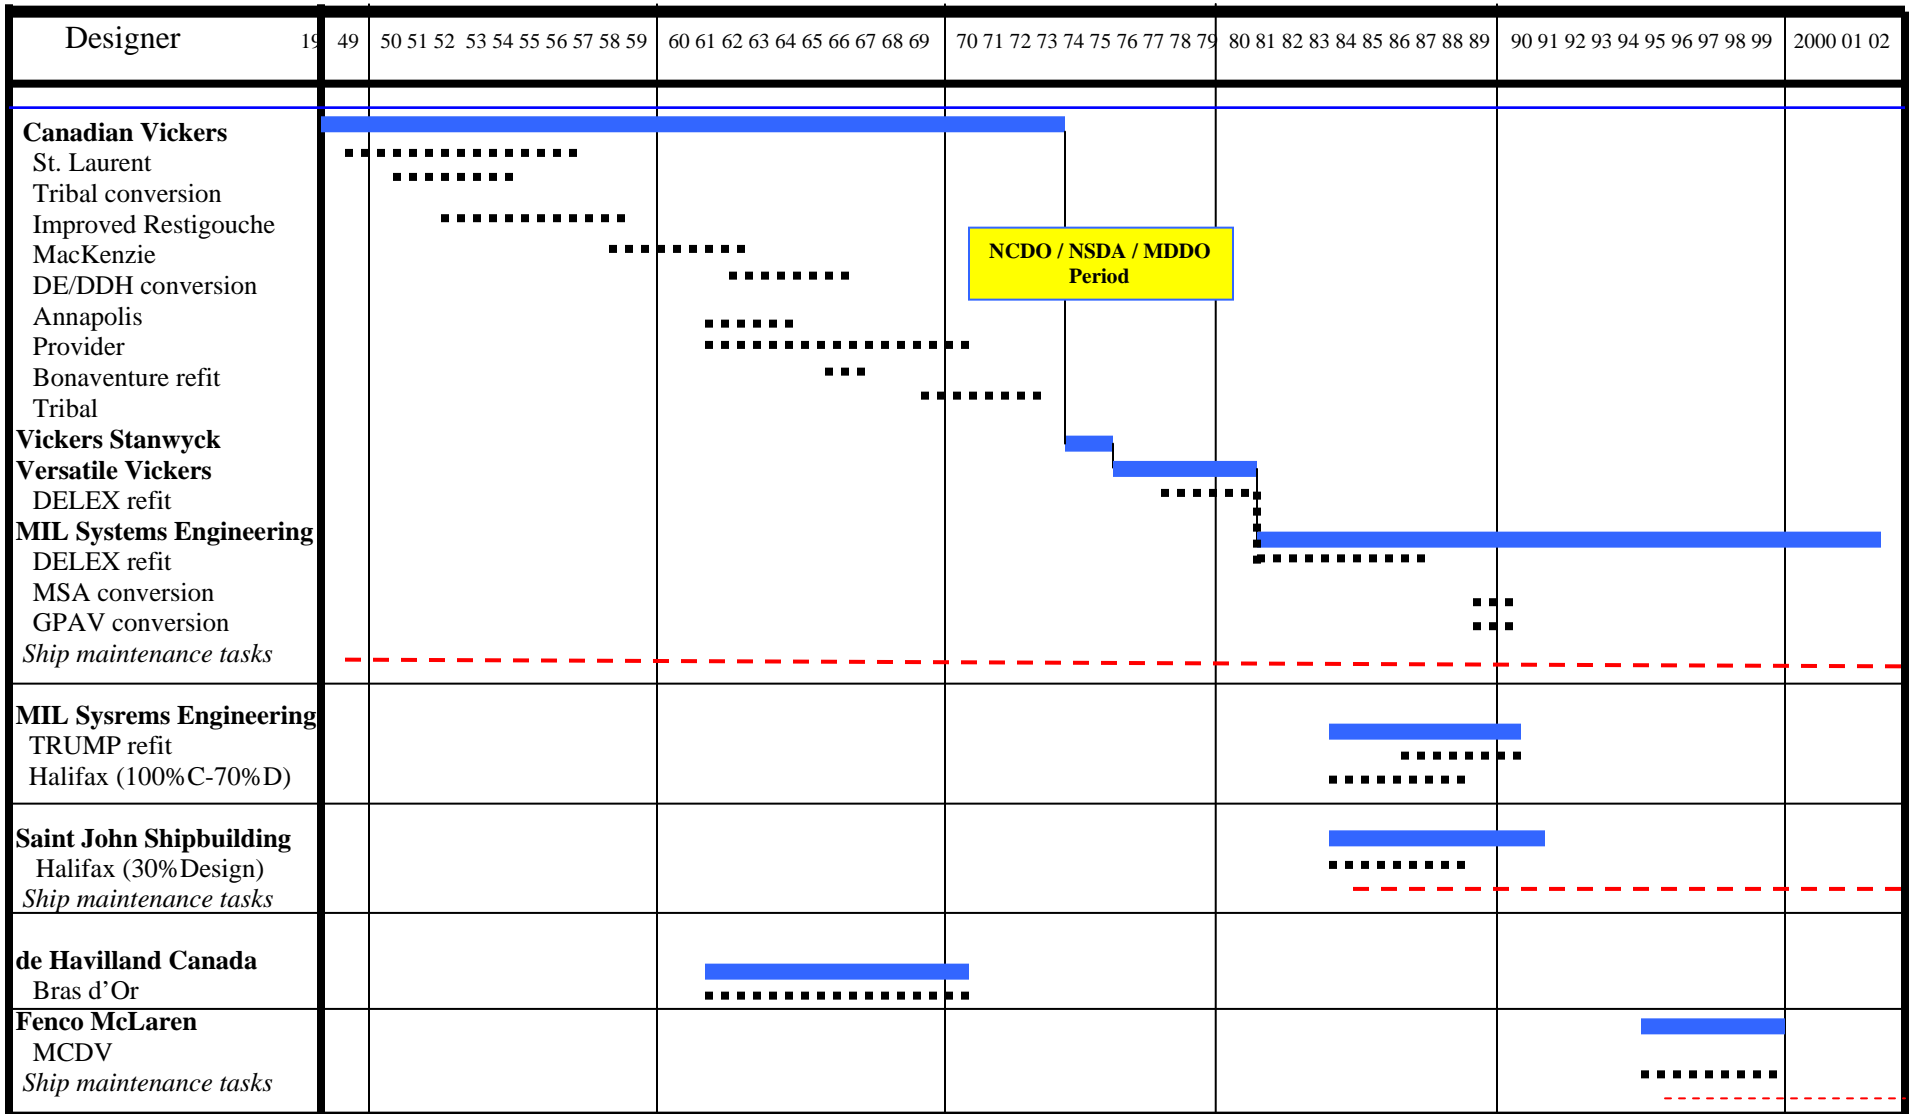 Designer 19 49 50 51 52 53 54 55 56 57 58 59 60 61 62 63 64 65 66 67 68 69 70 71 72 73 74 75 76 77 78 79 80 81 82 83 84 85 86 87 88 89 90 91 92 93 94 95 96 97 98 99 2000 01 02
Canadian Vickers
St. Laurent
Tribal conversion
Improved Restigouche
MacKenzie
NCDO / NSDA / MDDO
Period
DE/DDH conversion
Annapolis
Provider
Bonaventure refit
Tribal
Vickers Stanwyck
Versatile Vickers
DELEX refit
MIL Systems Engineering
DELEX refit
MSA conversion
GPAV conversion
Ship maintenance tasks
MIL Sysrems Engineering
TRUMP refit
Halifax (100%C-70%D)
Saint John Shipbuilding
Halifax (30%Design)
Ship maintenance tasks
de Havilland Canada
Bras d’Or
Fenco McLaren
MCDV
Ship maintenance tasks